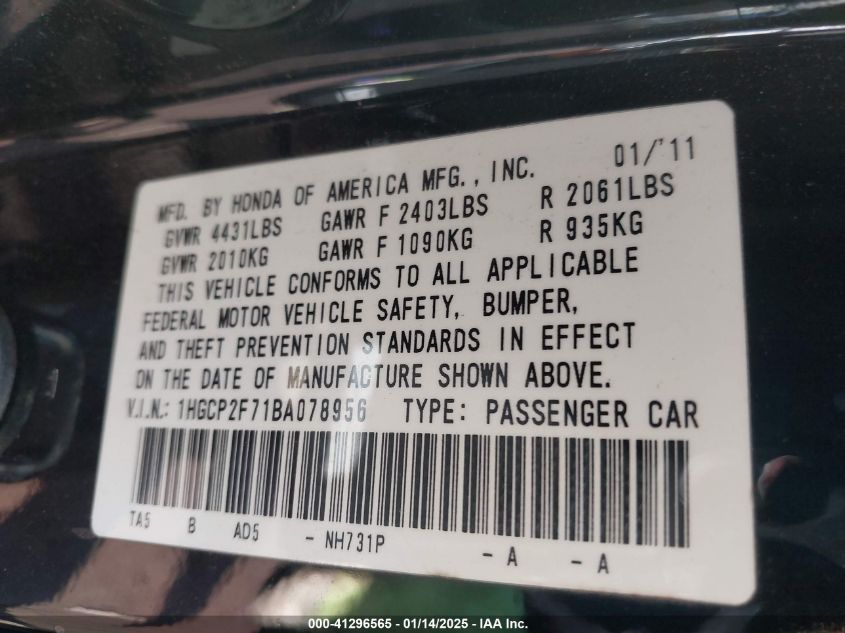 MFD. BY HONDA OF AMERICA MFG., INC. 01/'11
GVWR 4431LBS GAWR F 2403LBS R 2061LBS
GVWR 2010KG GAWR F 1090KG R 935KG
THIS VEHICLE CONFORMS TO ALL APPLICABLE
FEDERAL MOTOR VEHICLE SAFETY, BUMPER,
AND THEFT PREVENTION STANDARDS IN EFFECT
ON THE DATE OF MANUFACTURE SHOWN ABOVE.
V.I.N.: 1HGCP2F71BA078956 TYPE: PASSENGER CAR
TA5 B AD5 - NH731P - A - A
000-41296565 - 01/14/2025 - IAA Inc.